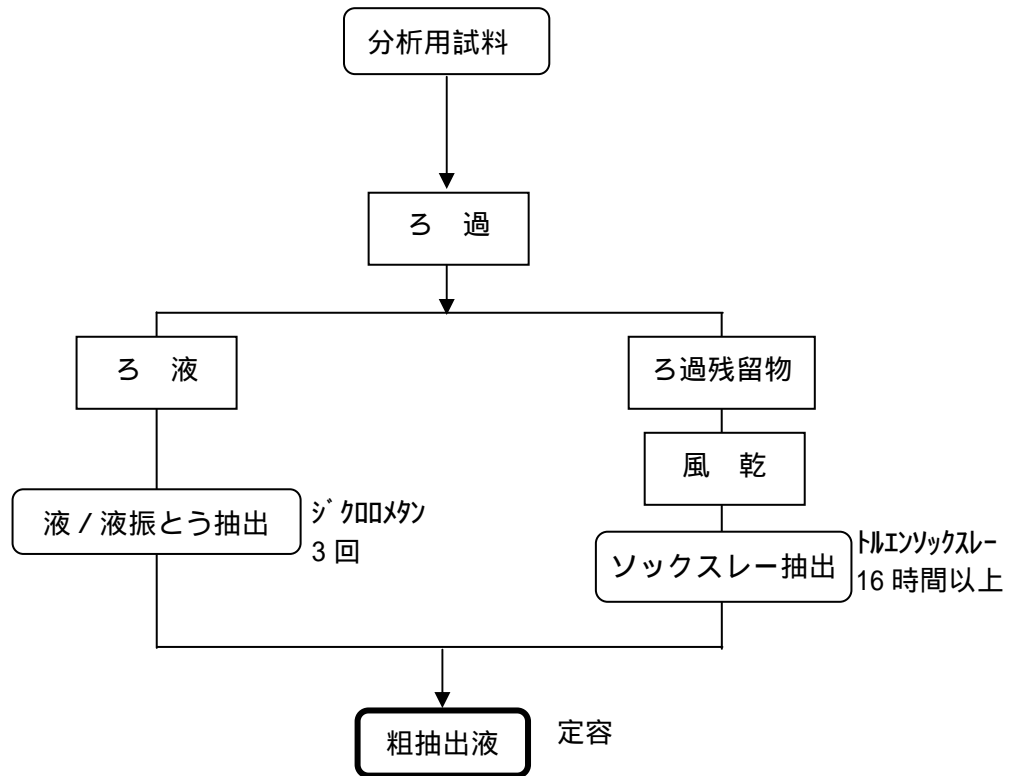 分析用試料
ろ　過
ろ　液
ろ過残留物
風　乾
液／液振とう抽出
ｼﾞｸﾛﾛﾒﾀﾝ
3 回
ソックスレー抽出
ﾄﾙｴﾝｿｯｸｽﾚｰ
16 時間以上
粗抽出液
定容